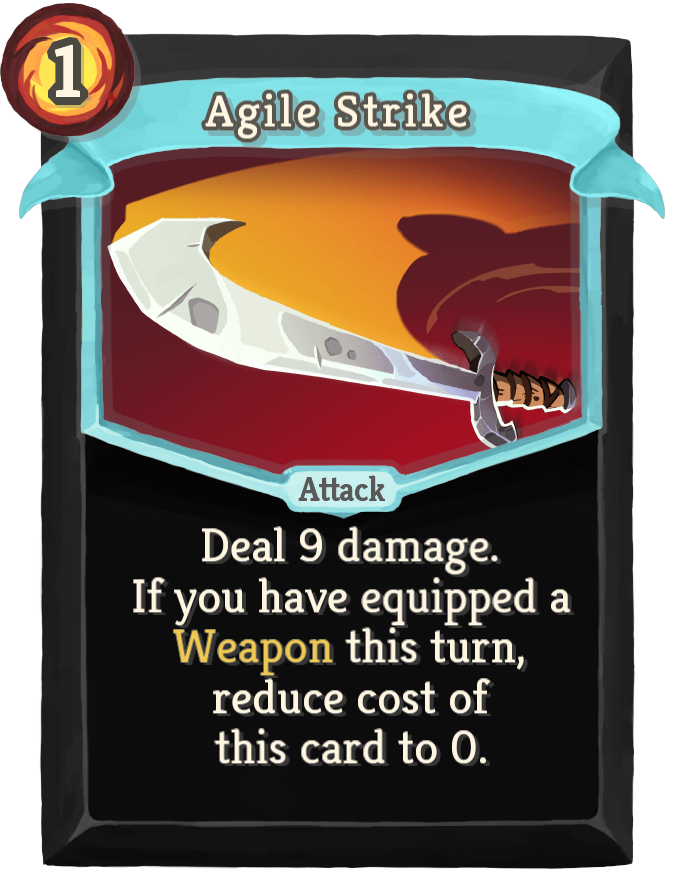 1
Agile Strike
Attack
Deal 9 damage.
If you have equipped a
Weapon this turn,
reduce cost of
this card to 0.